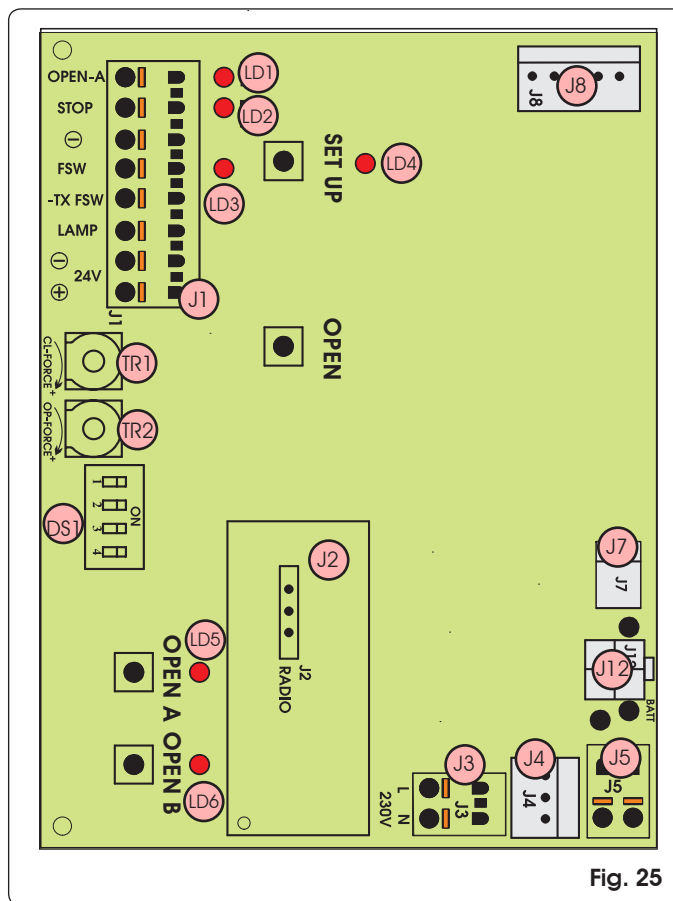 OPEN-A
STOP
⊖
FSW
-TX FSW
LAMP
⊖
24V
⊕
J1
J1
LD1
LD2
LD3
SET UP
LD4
J8
J8
OPEN
CL-FORCE +
TR1
OP-FORCE+
TR2
DS1
1
2
3
4
ON
J2
J2
RADIO
OPEN A
LD5
OPEN B
LD6
J7
J7
J12
BATT
J3
J3
L
N
230V
J4
J4
J5
J5
Fig. 25